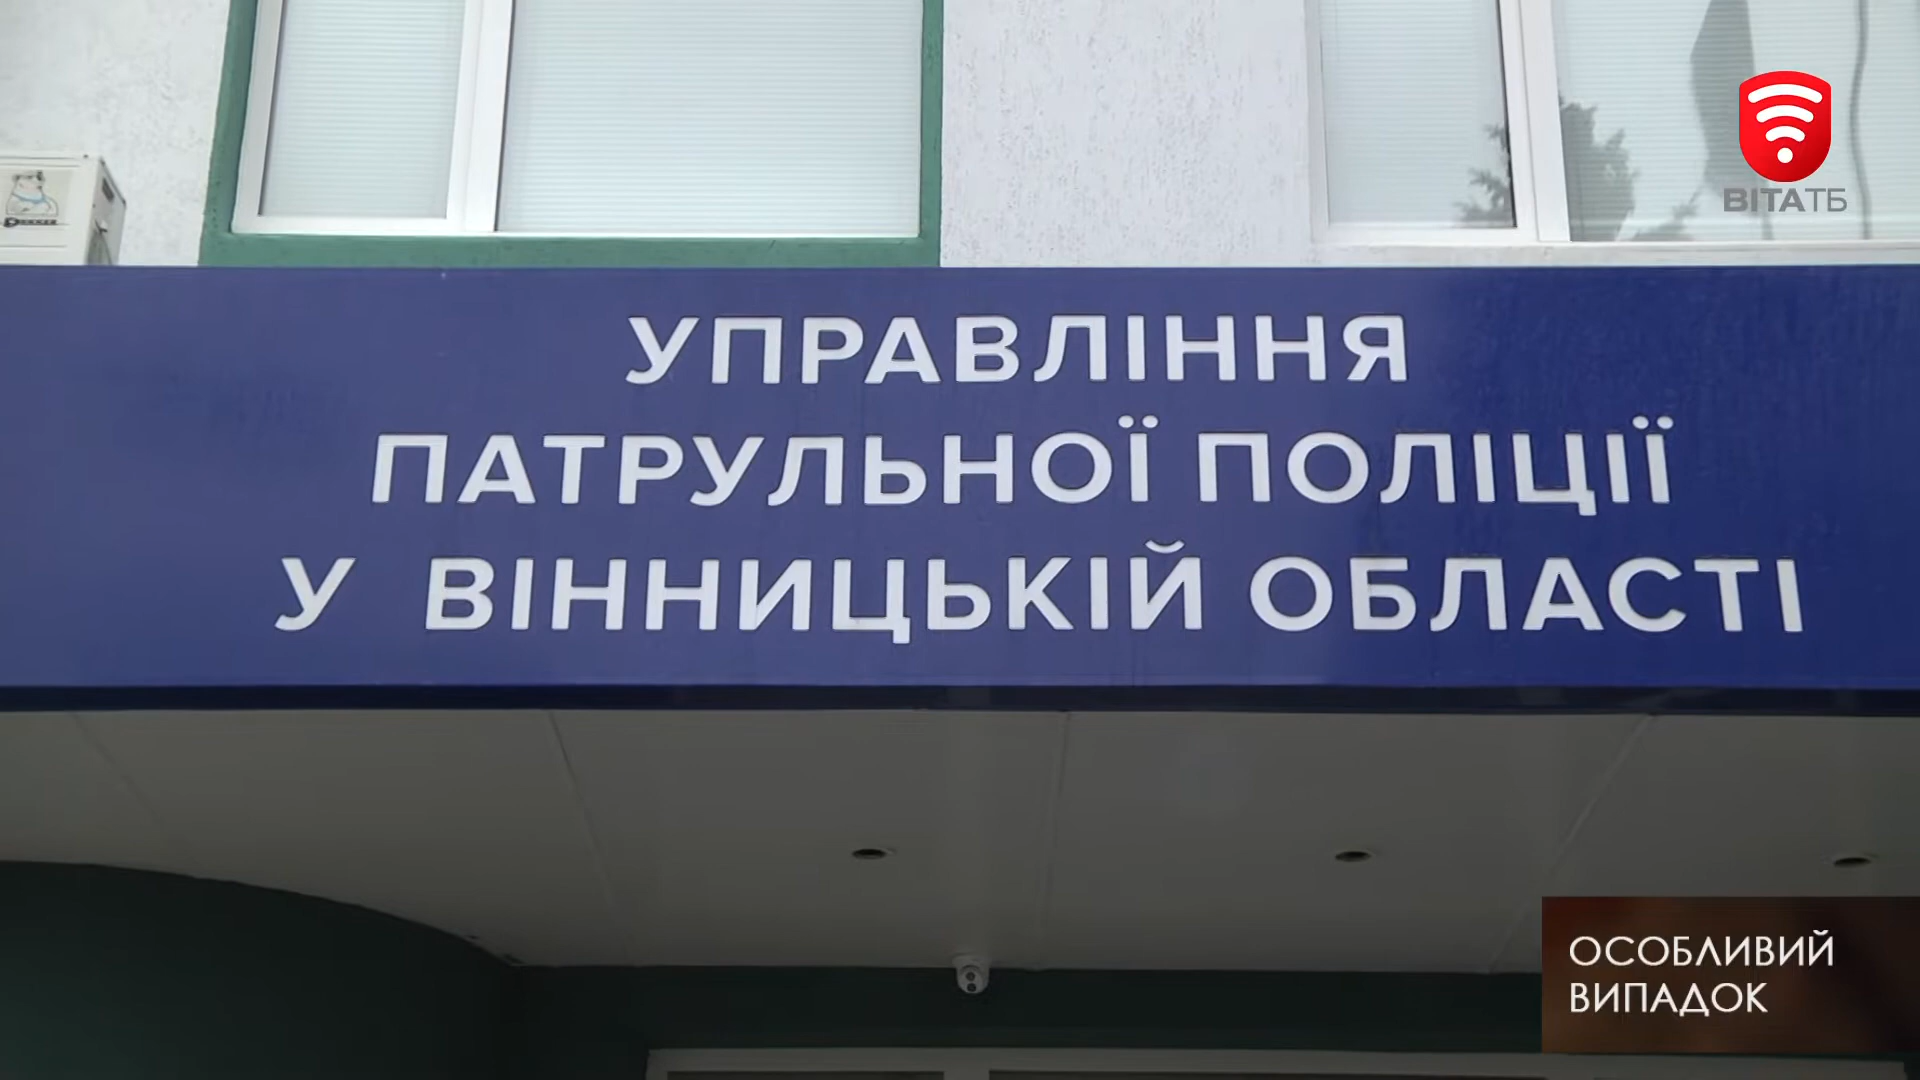 ВІТАТБ
УПРАВЛІННЯ
ПАТРУЛЬНОЇ ПОЛІЦІЇ
У ВІННИЦЬКІЙ ОБЛАСТІ
ОСОБЛИВИЙ
ВИПАДОК